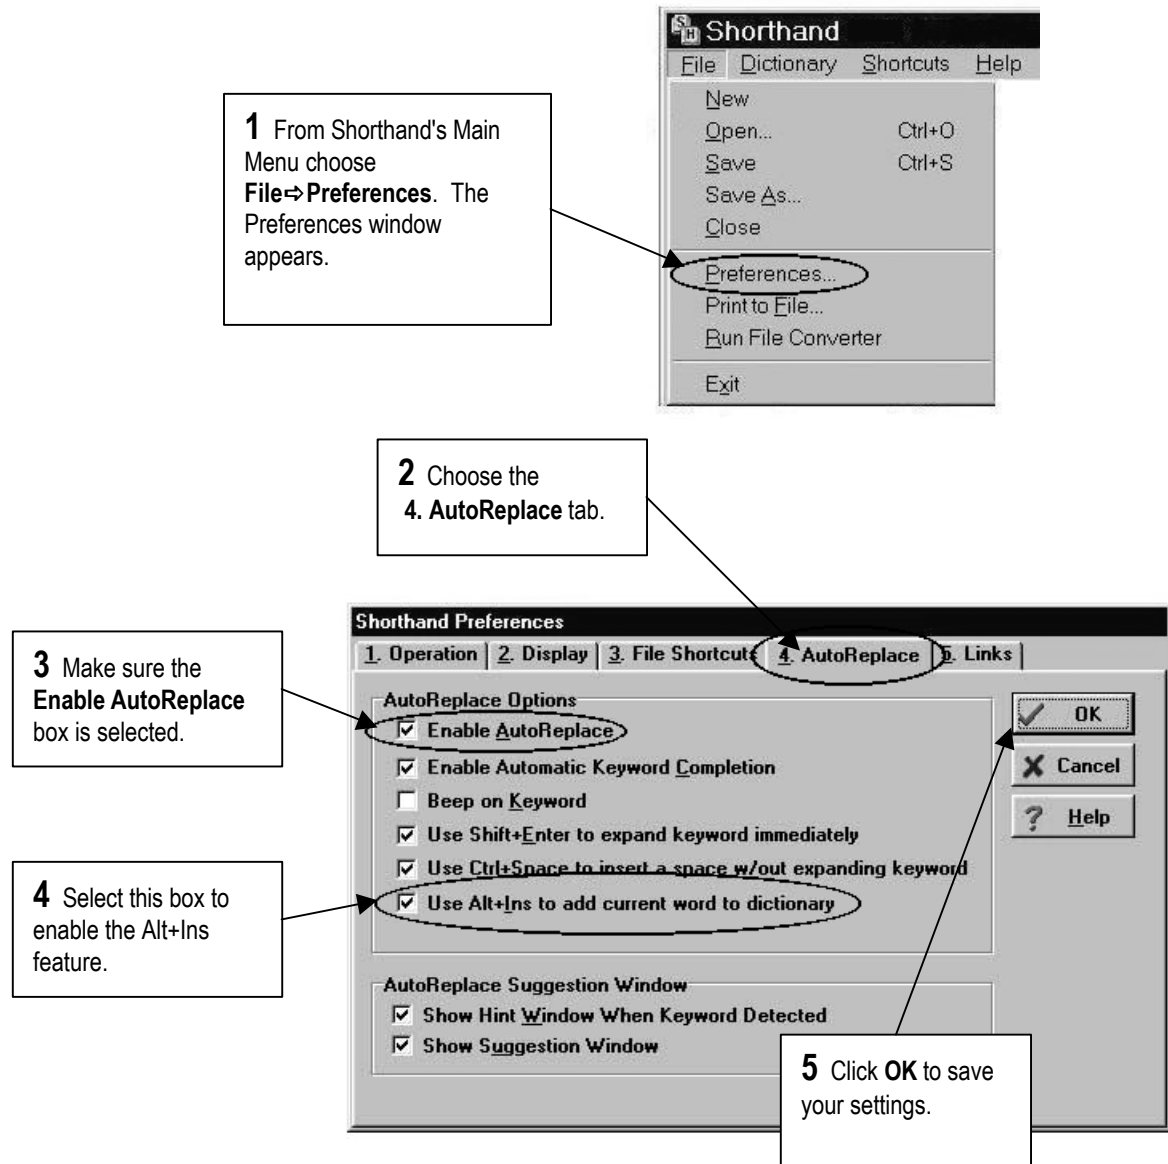 Shorthand
File Dictionary Shortcuts Help
New
Open... Ctrl+O
Save Ctrl+S
Save As...
Close
Preferences...
Print to File...
Run File Converter
Exit
1 From Shorthand's Main
Menu choose
File⇨Preferences. The
Preferences window
appears.
2 Choose the
4. AutoReplace tab.
Shorthand Preferences
1. Operation 2. Display 3. File Shortcuts 4. AutoReplace 5. Links
3 Make sure the
Enable AutoReplace
box is selected.
AutoReplace Options
Enable AutoReplace
Enable Automatic Keyword Completion
Beep on Keyword
Use Shift+Enter to expand keyword immediately
Use Ctrl+Space to insert a space w/out expanding keyword
Use Alt+Ins to add current word to dictionary
OK
Cancel
? Help
4 Select this box to
enable the Alt+Ins
feature.
AutoReplace Suggestion Window
Show Hint Window When Keyword Detected
Show Suggestion Window
5 Click OK to save
your settings.